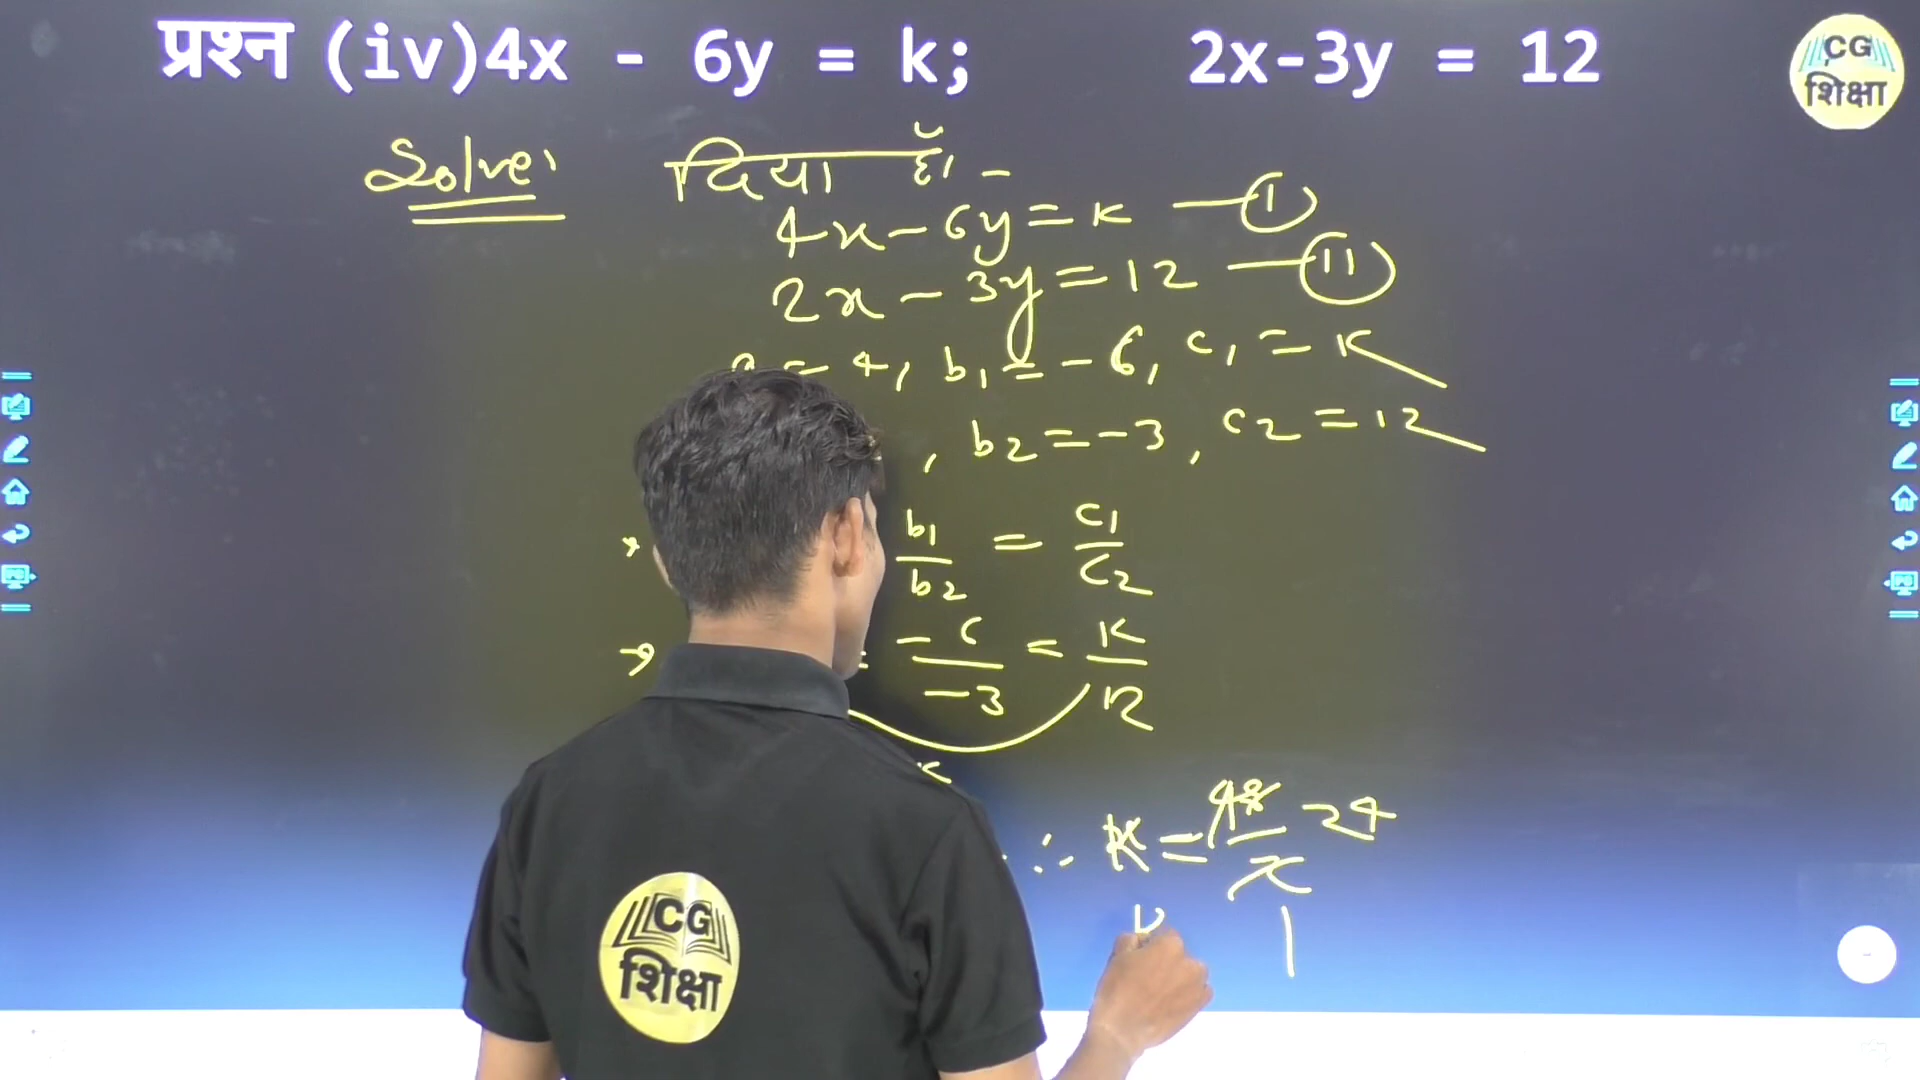 प्रश्न (iv)4x - 6y = k; 2x-3y = 12
CG
शिक्षा
Solve:
दिया है, -
4x - 6y = k — I
2x - 3y = 12 — II
= 4, b1 = -6, c1 = k
, b2 = -3, c2 = 12
b1/b2 = c1/c2
-6/-3 = k/12
∴ k = 48/2 24
CG
शिक्षा